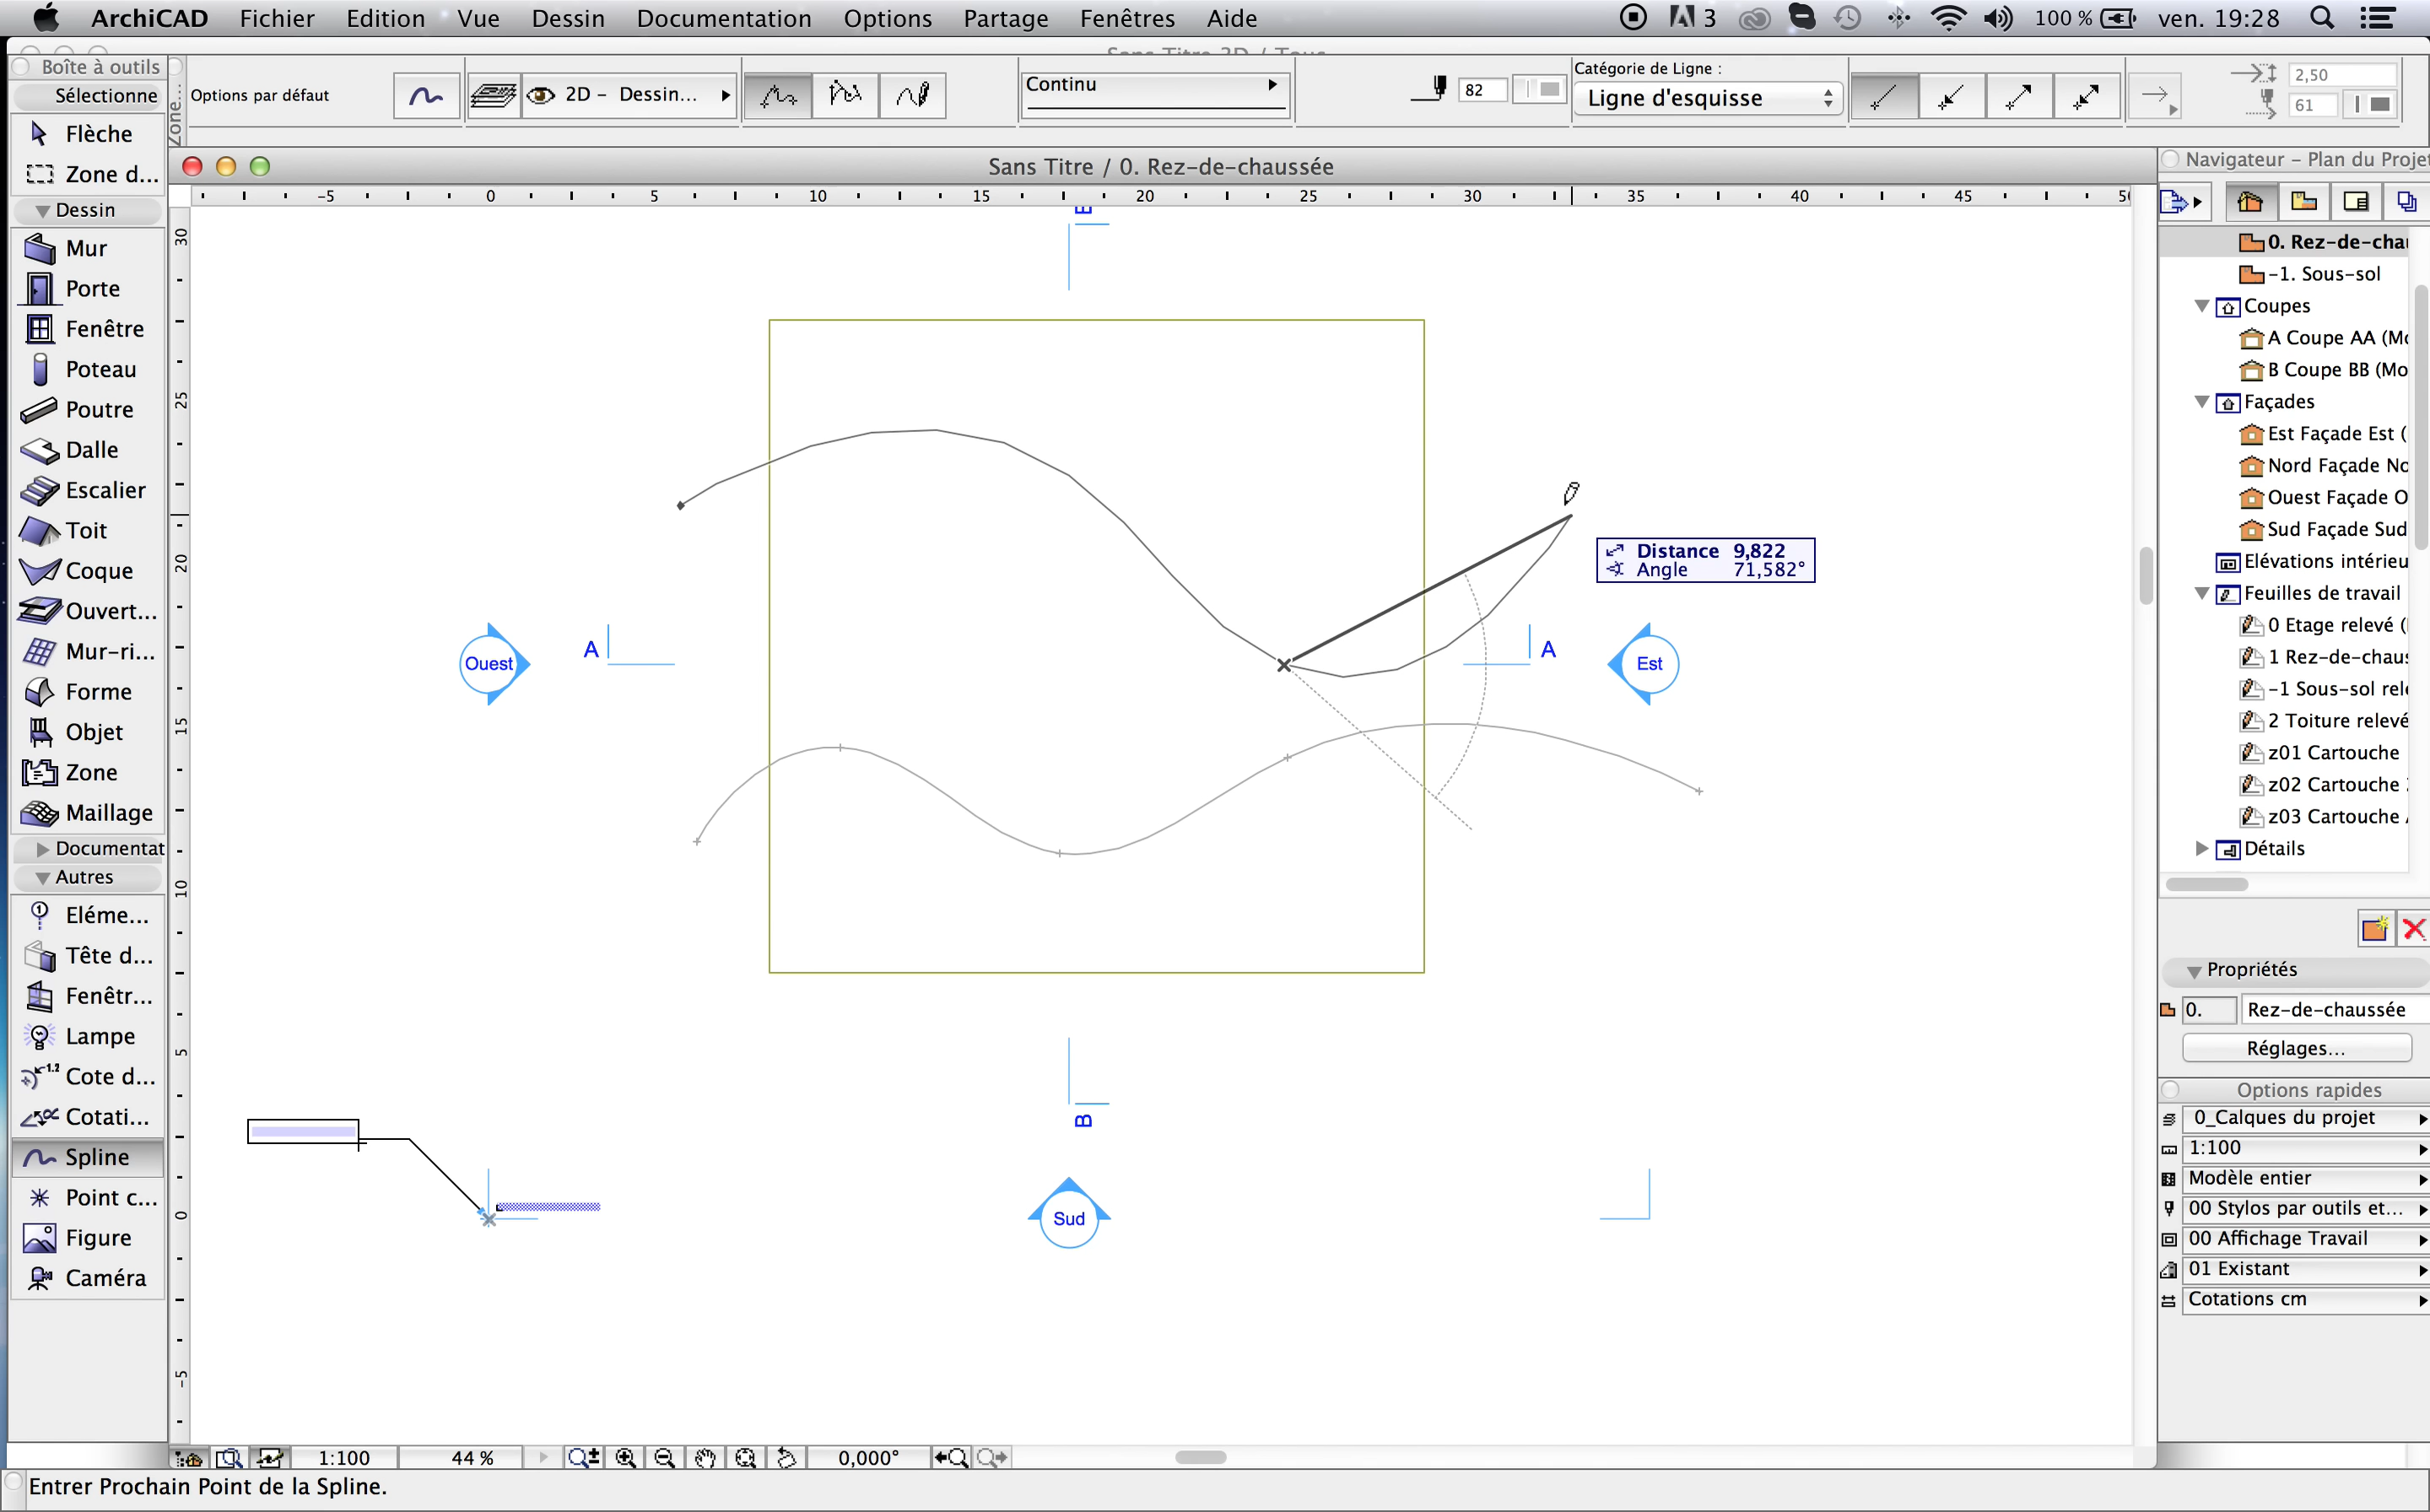 ArchiCAD Fichier Edition Vue Dessin Documentation Options Partage Fenêtres Aide 3 100 % ven. 19:28
Boîte à outils
Sélectionne
Flèche
Zone d...
Dessin
Mur
Porte
Fenêtre
Poteau
Poutre
Dalle
Escalier
Toit
Coque
Ouvert...
Mur-ri...
Forme
Objet
Zone
Maillage
Documentat
Autres
Eléme...
Tête d...
Fenêtr...
Lampe
Cote d...
Cotati...
Spline
Point c...
Figure
Caméra
Zone...
Options par défaut
2D - Dessin...
Continu
82
Catégorie de Ligne :
Ligne d'esquisse
2,50
61
Sans Titre / 0. Rez-de-chaussée
-5 0 5 10 15 20 25 30 35 40 45
30
25
20
15
10
5
0
-5
Distance 9,822
Angle 71,582°
Ouest
A
A
Est
B
Sud
1:100 44 % 0,000°
Entrer Prochain Point de la Spline.
Navigateur - Plan du Projet
0. Rez-de-chau
-1. Sous-sol
Coupes
A Coupe AA (Mo
B Coupe BB (Mo
Façades
Est Façade Est (
Nord Façade No
Ouest Façade O
Sud Façade Sud
Elévations intérieu
Feuilles de travail
0 Etage relevé (
1 Rez-de-chaus
-1 Sous-sol rele
2 Toiture relevé
z01 Cartouche
z02 Cartouche
z03 Cartouche
Détails
Propriétés
0. Rez-de-chaussée
Réglages...
Options rapides
0_Calques du projet
1:100
Modèle entier
00 Stylos par outils et...
00 Affichage Travail
01 Existant
Cotations cm